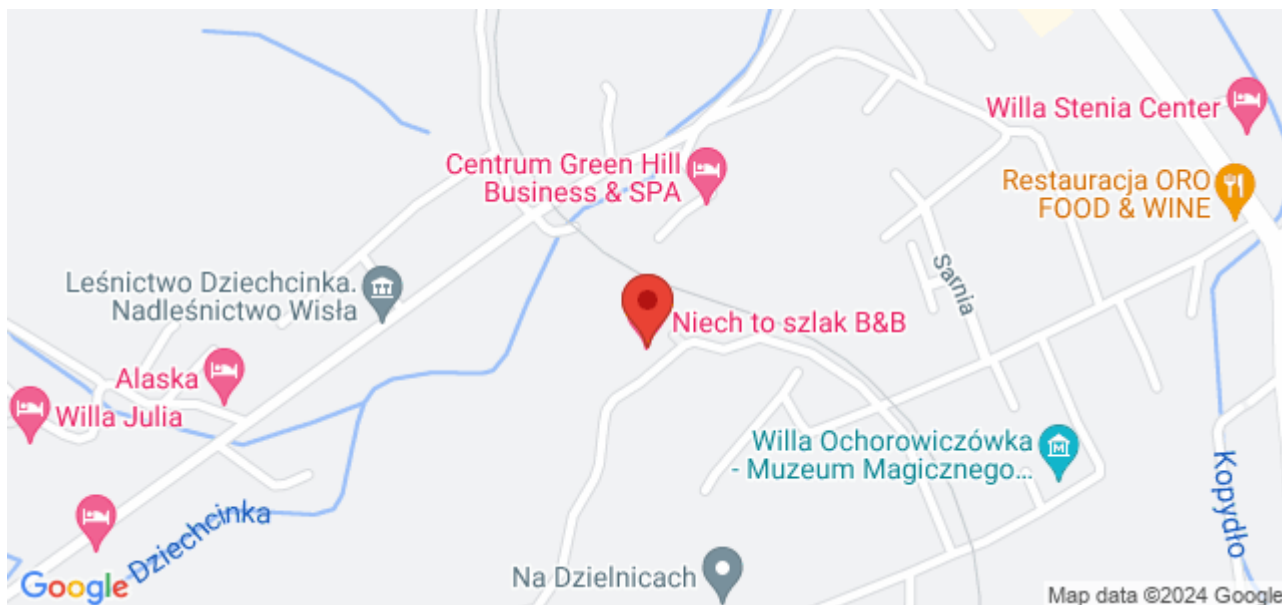 Willa Stenia Center
Centrum Green Hill
Business & SPA
Restauracja ORO
FOOD & WINE
Leśnictwo Dziechcinka.
Nadleśnictwo Wisła
Sarnia
Niech to szlak B&B
Alaska
Willa Julia
Willa Ochorowiczówka
- Muzeum Magicznego...
Kopydło
Dziechcinka
Na Dzielnicach
Google
Map data ©2024 Google